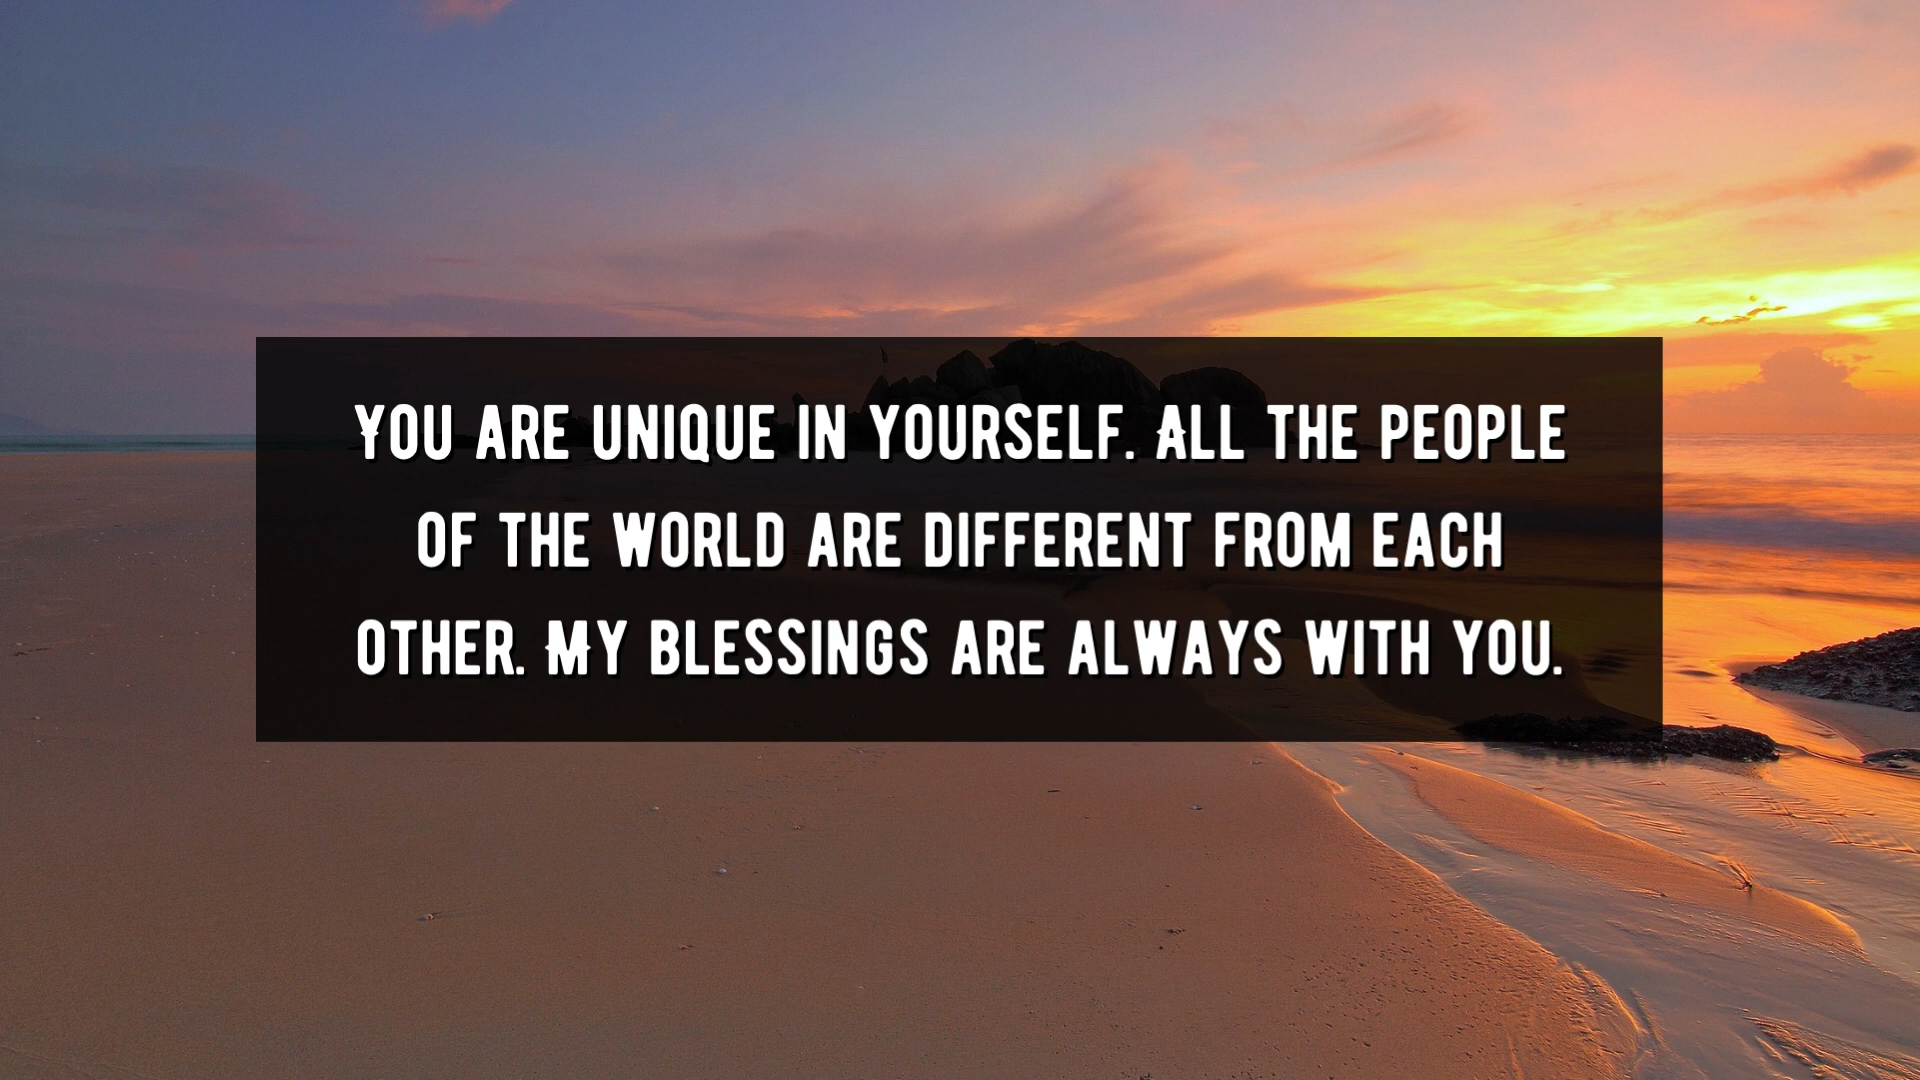 You are unique in yourself. All the people
of the world are different from each
other. My blessings are always with you.